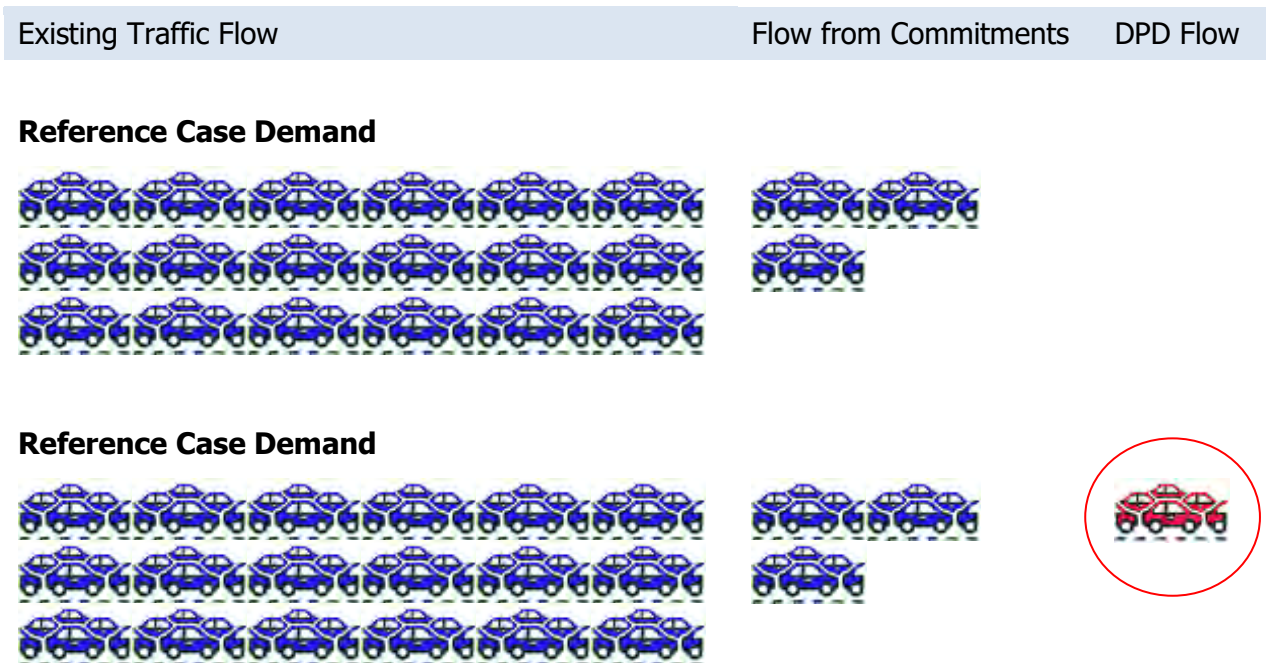 Existing Traffic Flow Flow from Commitments DPD Flow
Reference Case Demand
Reference Case Demand